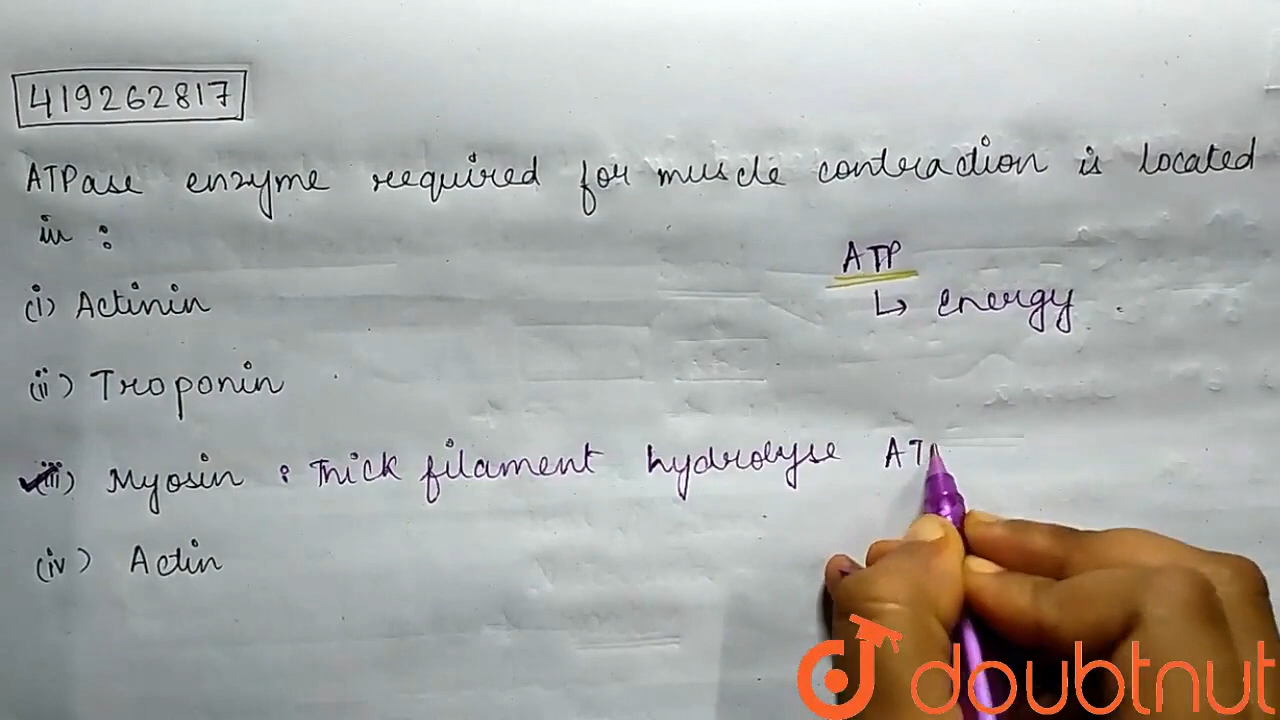 419262817
ATPase enzyme required for muscle contraction is located
in :
ATP
(i) Actinin
↳ energy
(ii) Troponin
(iii) Myosin : Thick filament hydrolyse AT
(iv) Actin
doubtnut